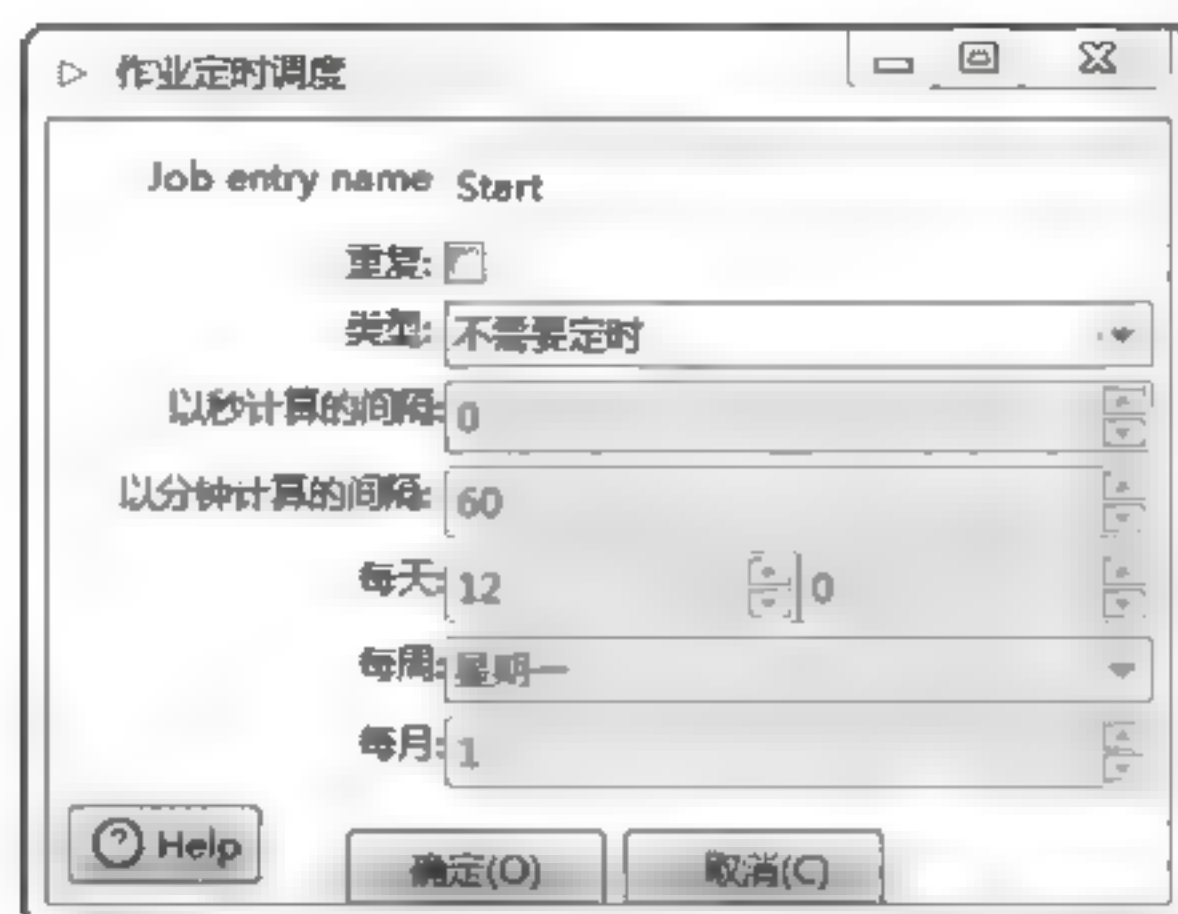 作业定时调度
Job entry name Start
重复:
类型: 不需要定时
以秒计算的间隔: 0
以分钟计算的间隔: 60
每天: 12 0
每周: 星期一
每月: 1
Help 确定(O) 取消(C)